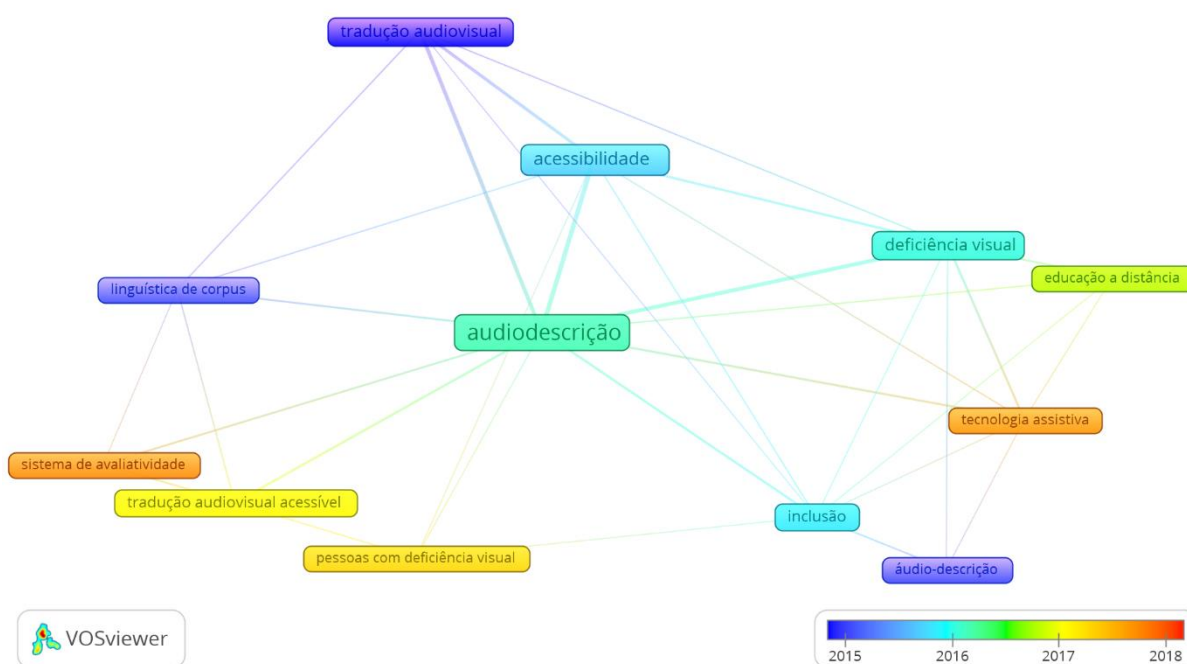 tradução audiovisual
acessibilidade
deficiência visual
educação a distância
linguística de corpus
audiodescrição
tecnologia assistiva
sistema de avaliatividade
tradução audiovisual acessível
inclusão
pessoas com deficiência visual
áudio-descrição
VOSviewer
2015 2016 2017 2018